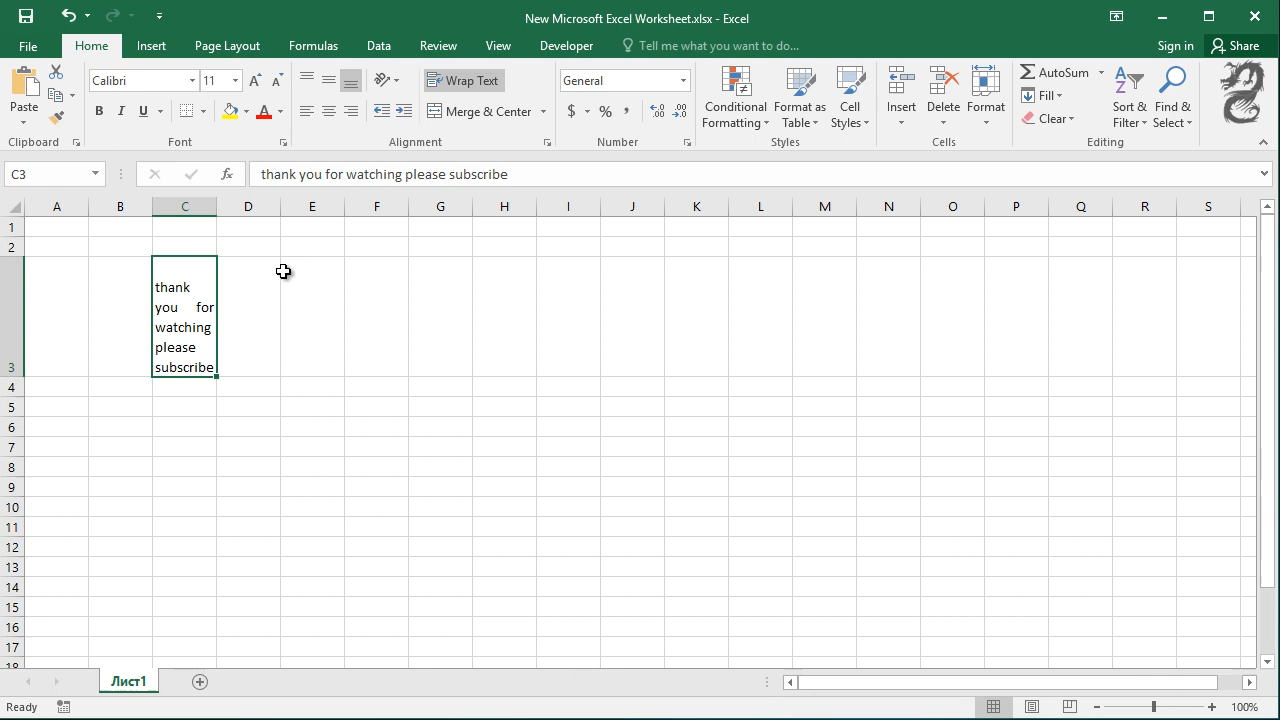 New Microsoft Excel Worksheet.xlsx - Excel
File Home Insert Page Layout Formulas Data Review View Developer Tell me what you want to do... Sign in Share
Paste
Clipboard
Calibri 11
B I U A
Font
Wrap Text
Merge & Center
Alignment
General
$ % ,
Number
Conditional Formatting
Format as Table
Cell Styles
Styles
Insert Delete Format
Cells
AutoSum
Fill
Clear
Sort & Filter
Find & Select
Editing
C3 fx thank you for watching please subscribe
A B C D E F G H I J K L M N O P Q R S
1
2
thank
you for
watching
please
3 subscribe
4
5
6
7
8
9
10
11
12
13
14
15
16
17
18
Лист1
Ready 100%